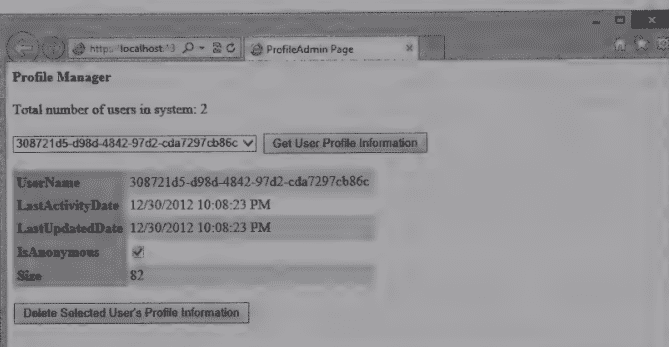 https://localhost:
ProfileAdmin Page
Profile Manager
Total number of users in system: 2
308721d5-d98d-4842-97d2-cda7297cb86c Get User Profile Information
UserName 308721d5-d98d-4842-97d2-cda7297cb86c
LastActivityDate 12/30/2012 10:08:23 PM
LastUpdatedDate 12/30/2012 10:08:23 PM
IsAnonymous
Size 82
Delete Selected User's Profile Information